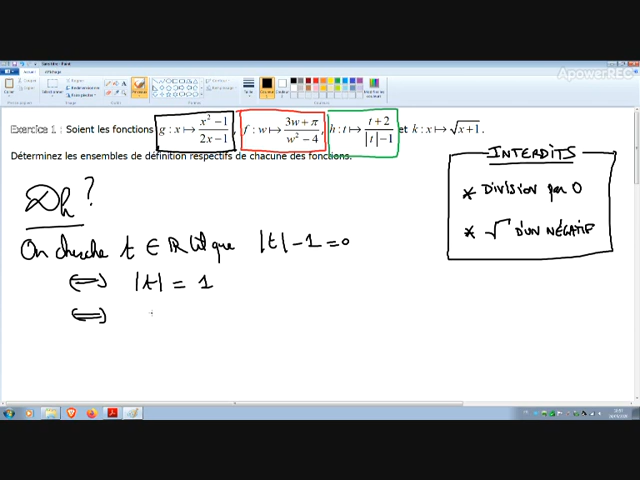 ApowerREC
Exercice 1 : Soient les fonctions g : x ↦ (x² − 1)/(2x − 1), f : w ↦ (3w + π)/(w² − 4), h : t ↦ (t + 2)/(|t| − 1) et k : x ↦ √(x + 1).
Déterminez les ensembles de définition respectifs de chacune des fonctions.
INTERDITS
* DIVISION par 0
* √ D'UN NÉGATIF
Dh ?
On cherche t ∈ ℝ tel que |t| − 1 = 0
⟺ |t| = 1
⟺